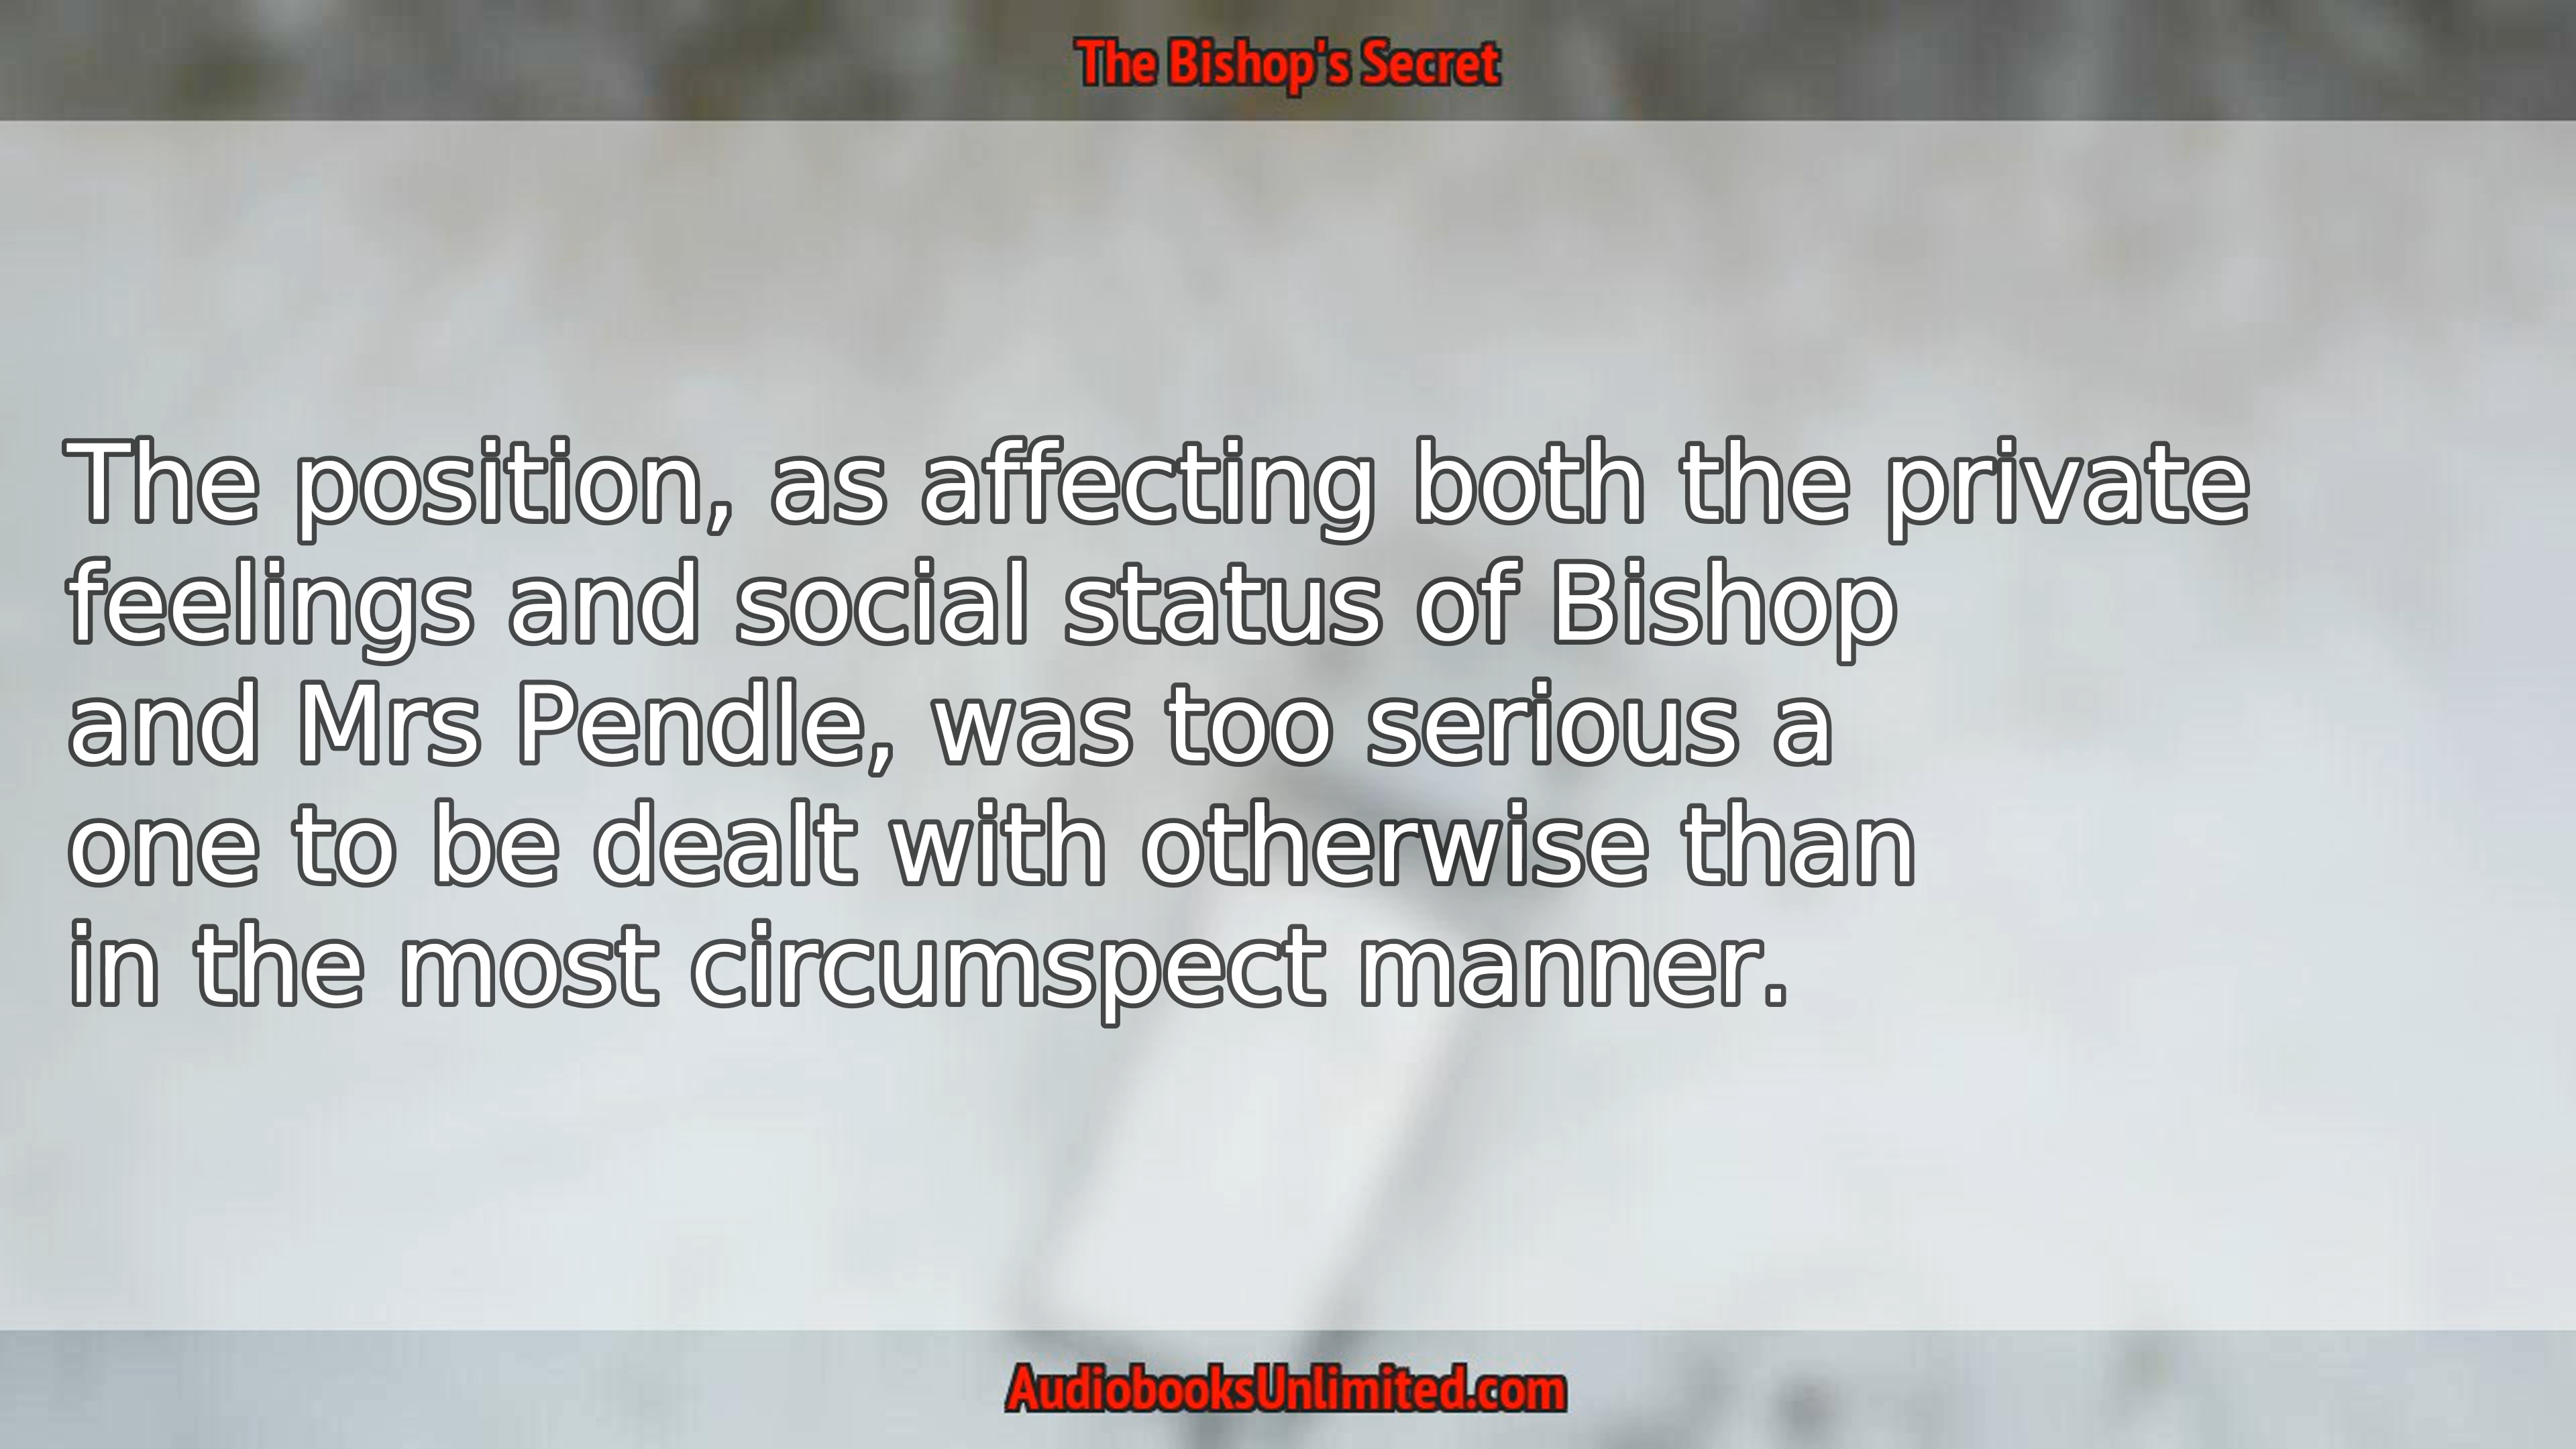 The Bishop's Secret
The position, as affecting both the private
feelings and social status of Bishop
and Mrs Pendle, was too serious a
one to be dealt with otherwise than
in the most circumspect manner.
AudiobooksUnlimited.com